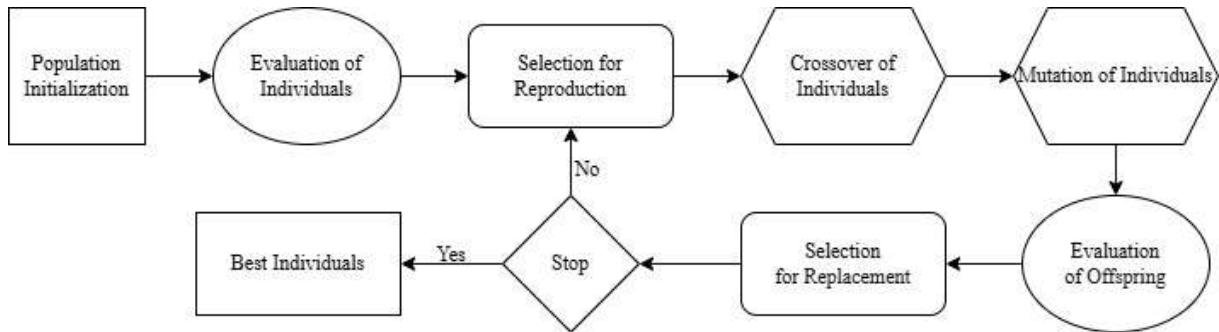 Population
Initialization
Evaluation of
Individuals
Selection for
Reproduction
Crossover of
Individuals
Mutation of Individuals
No
Best Individuals
Yes
Stop
Selection
for Replacement
Evaluation
of Offspring